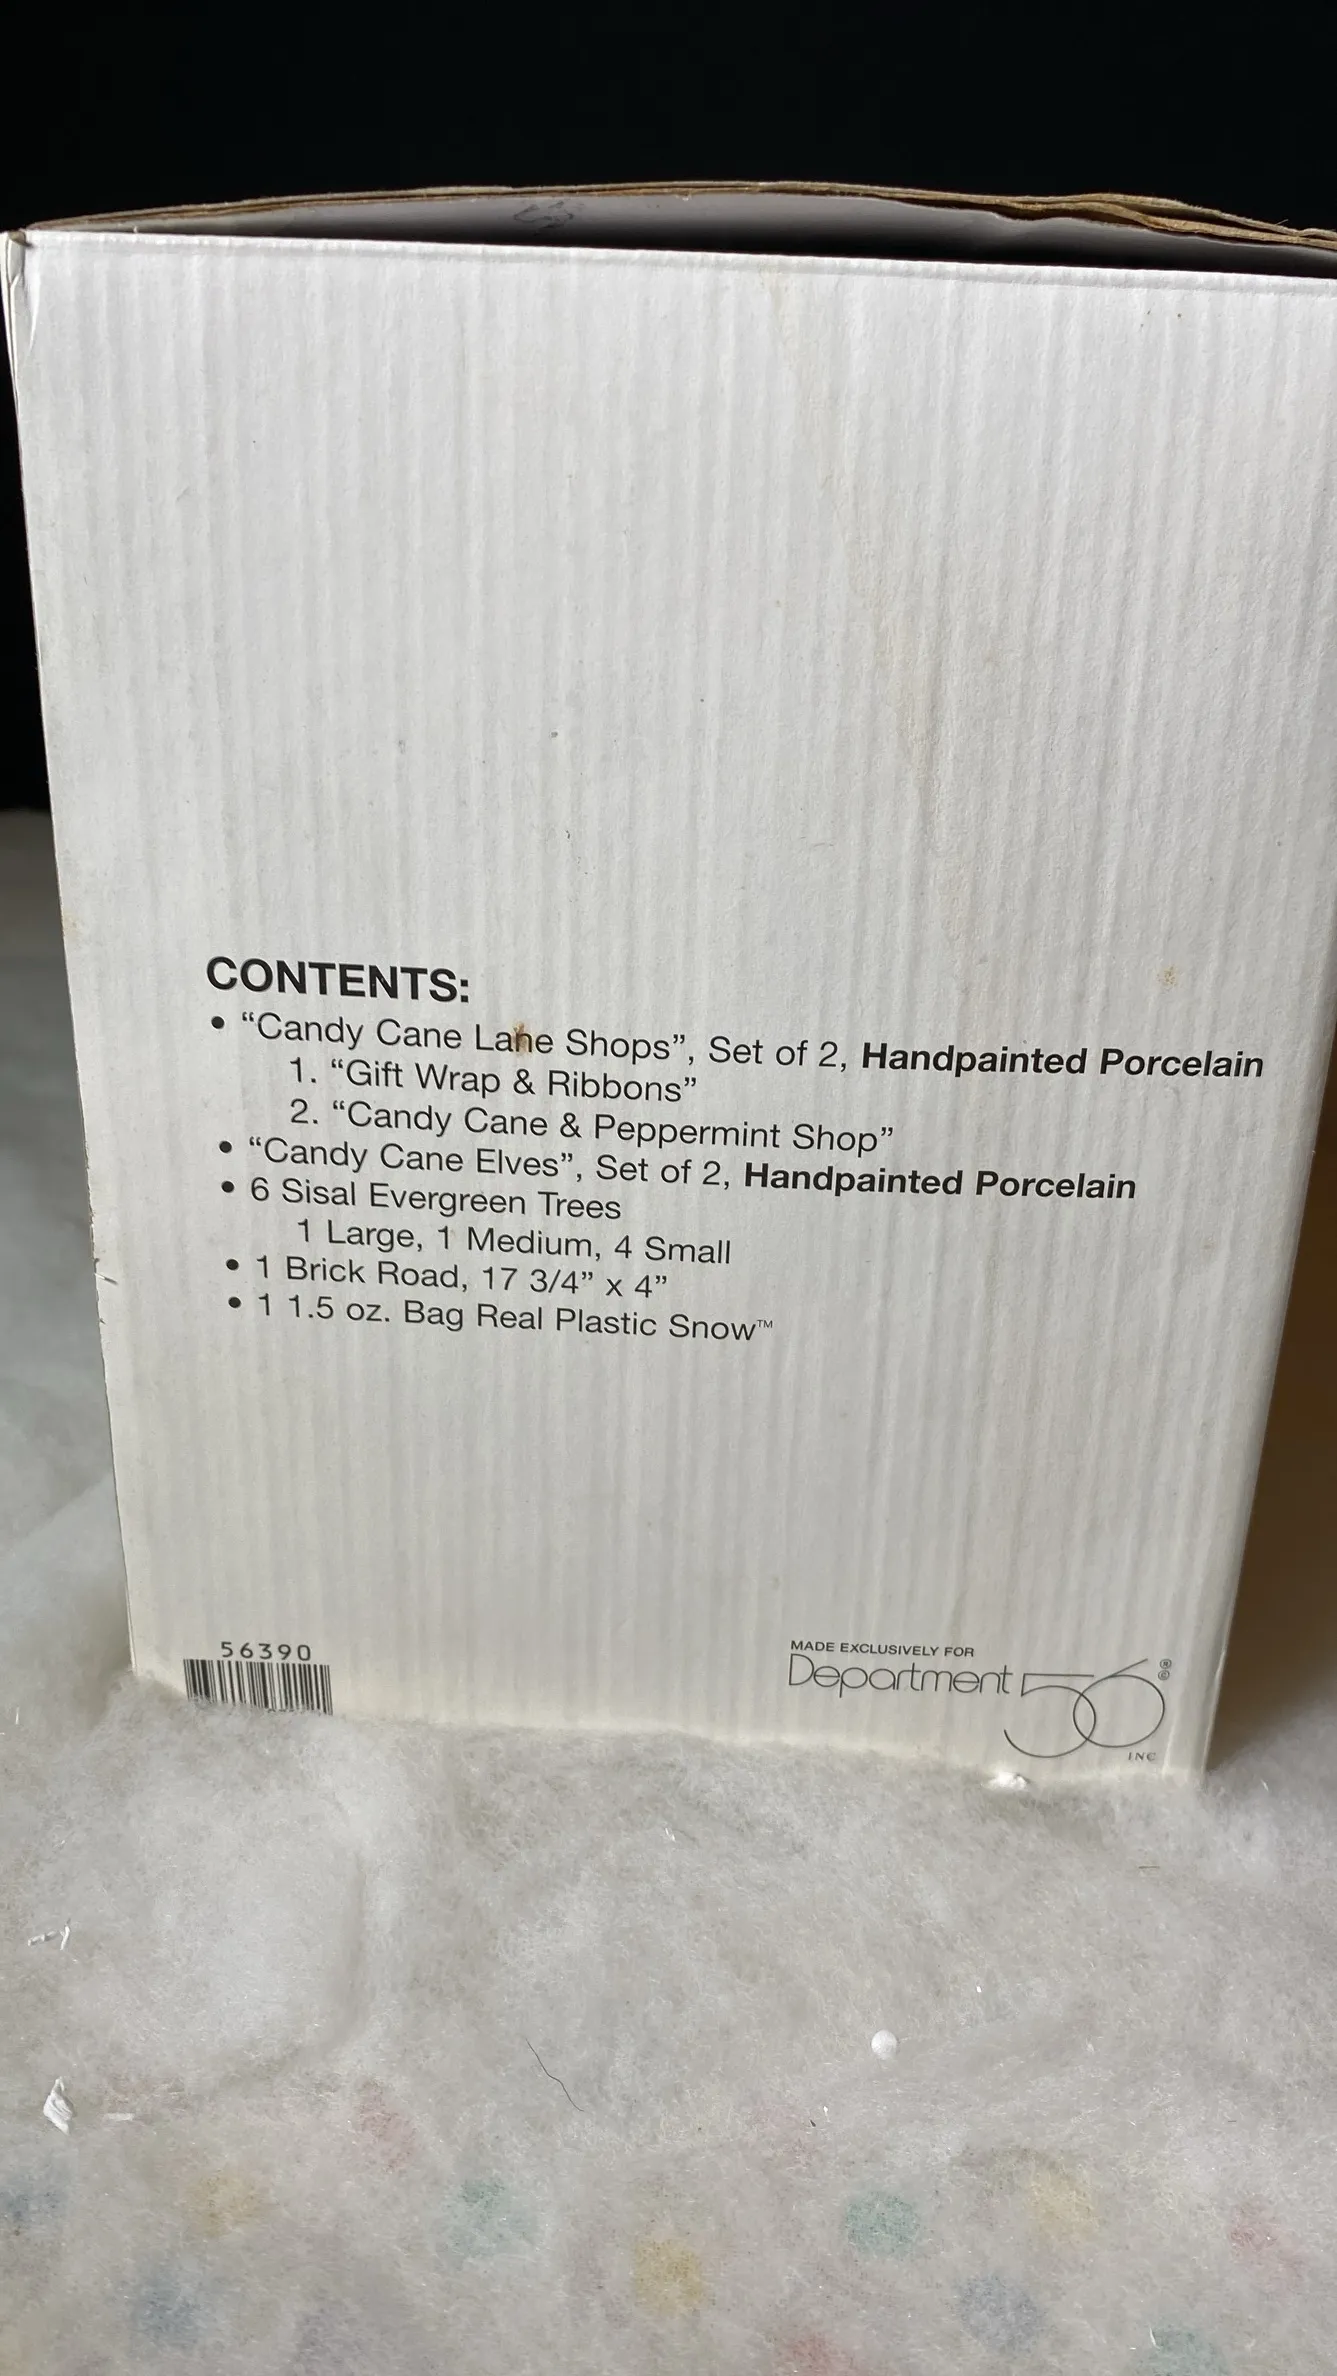 CONTENTS:
• “Candy Cane Lane Shops”, Set of 2, Handpainted Porcelain
1. “Gift Wrap & Ribbons”
2. “Candy Cane & Peppermint Shop”
• “Candy Cane Elves”, Set of 2, Handpainted Porcelain
• 6 Sisal Evergreen Trees
1 Large, 1 Medium, 4 Small
• 1 Brick Road, 17 3/4” x 4”
• 1 1.5 oz. Bag Real Plastic Snow™
56390
MADE EXCLUSIVELY FOR
Department 56 ® ©
INC